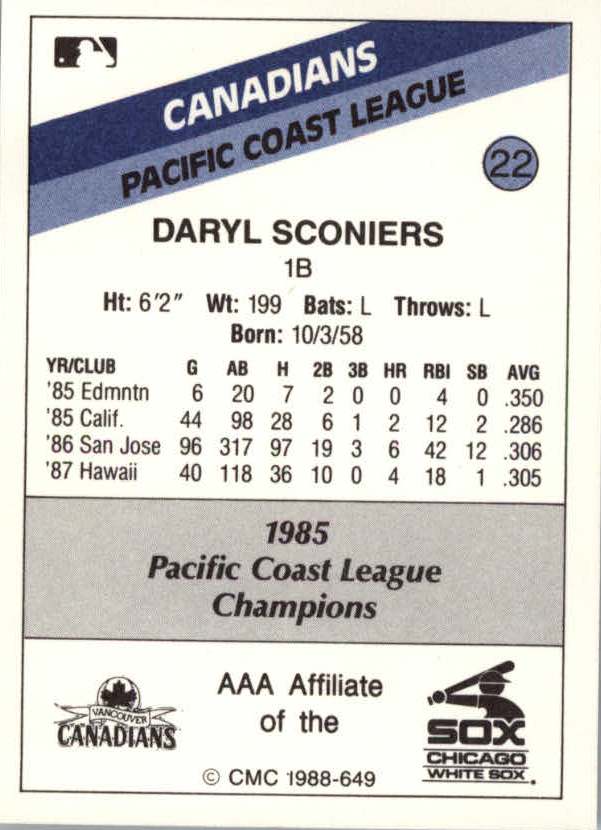 CANADIANS
PACIFIC COAST LEAGUE
22
DARYL SCONIERS
1B
Ht: 6'2" Wt: 199 Bats: L Throws: L
Born: 10/3/58
YR/CLUB G AB H 2B 3B HR RBI SB AVG
'85 Edmntn 6 20 7 2 0 0 4 0 .350
'85 Calif. 44 98 28 6 1 2 12 2 .286
'86 San Jose 96 317 97 19 3 6 42 12 .306
'87 Hawaii 40 118 36 10 0 4 18 1 .305
1985
Pacific Coast League
Champions
VANCOUVER
CANADIANS
AAA Affiliate
of the
SOX
CHICAGO
WHITE SOX
© CMC 1988-649